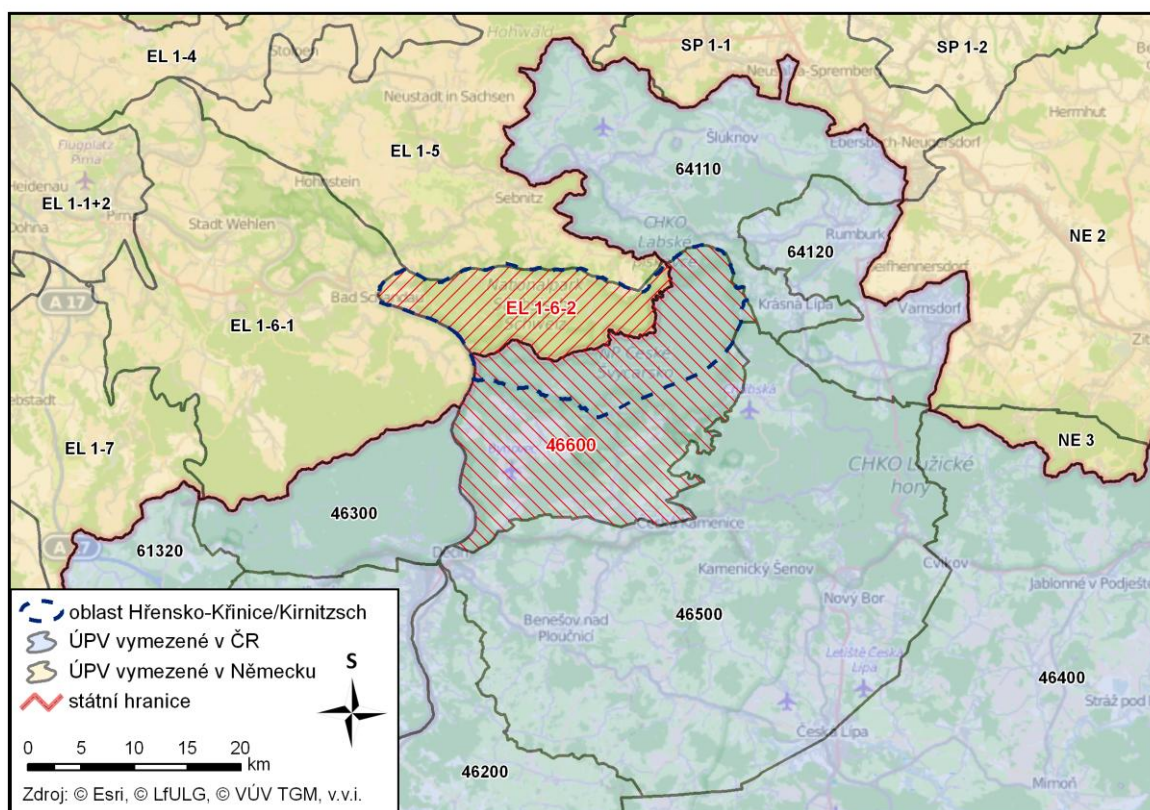 Hohwald
SP 1-1
SP 1-2
EL 1-4
Stolpen
Neusalza-Spremberg
Neustadt in Sachsen
Herrnhut
Šluknov
Ebersbach-Neugersdorf
Flugplatz
Pirna
EL 1-5
64110
Heidenau
Hohnstein
Sebnitz
EL 1-1+2
Pirna
Dohna
Stadt Wehlen
CHKO
Labské
64120
Rumburk
NE 2
Seifhennersdorf
A 17
Bad Schandau
Nationalpark
EL 1-6-2
Schweiz
Krásná Lípa
Varnsdorf
EL 1-6-1
NP České
Švýcarsko
EL 1-7
46600
NE 3
CHKO Lužické
hory
46300
Česká Kamenice
61320
Děčín
Kamenický Šenov
Cvikov
Jablonné v Podještě
Nový Bor
Benešov nad
Ploučnicí
46500
Letiště Česká
Lípa
46400
Stráž pod
Česká Lípa
46200
Mimoň
oblast Hřensko-Křinice/Kirnitzsch
ÚPV vymezené v ČR
ÚPV vymezené v Německu
státní hranice
S
0 5 10 15 20
km
Zdroj: © Esri, © LfULG, © VÚV TGM, v.v.i.